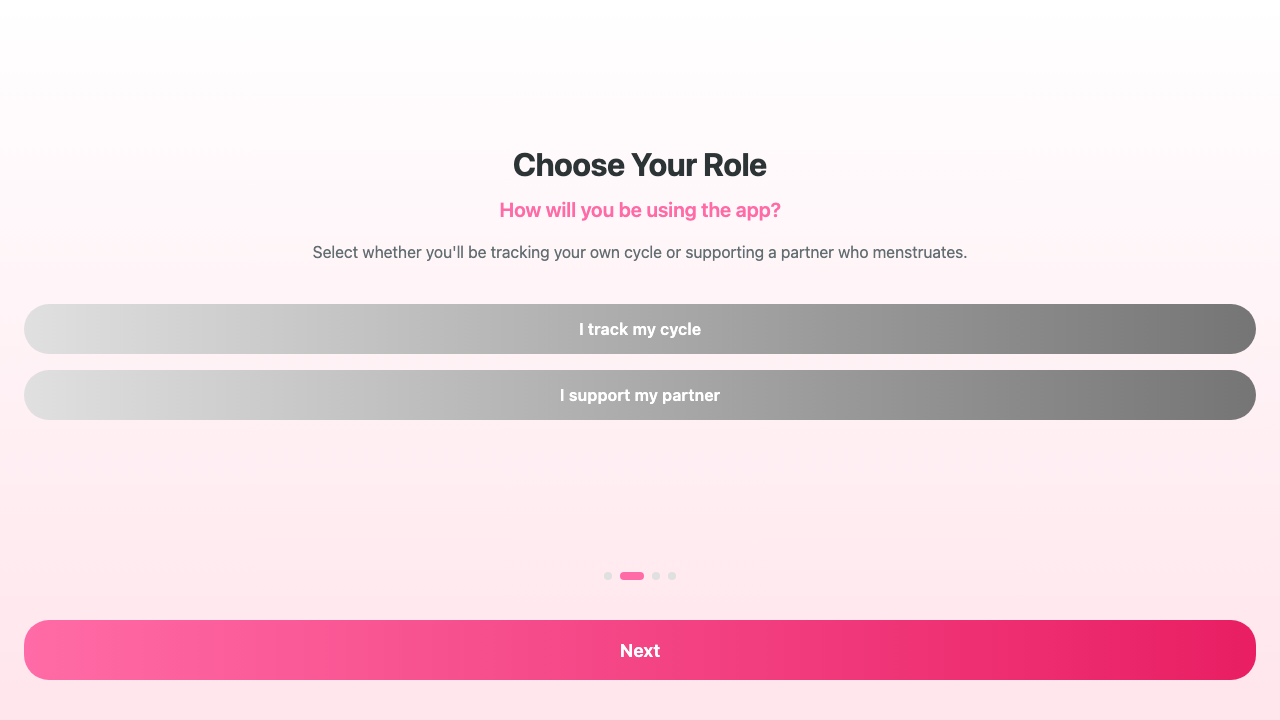 Choose Your Role
How will you be using the app?
Select whether you'll be tracking your own cycle or supporting a partner who menstruates.
I track my cycle
I support my partner
Next